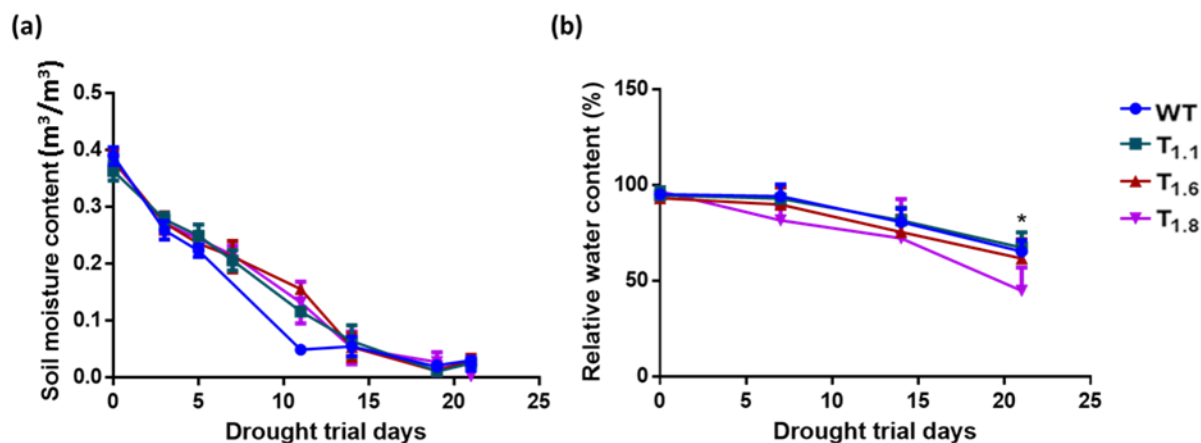 (a)
Soil moisture content (m³/m³)
0.5
0.4
0.3
0.2
0.1
0.0
0 5 10 15 20 25
Drought trial days
(b)
Relative water content (%)
150
100
50
0
*
0 5 10 15 20 25
Drought trial days
WT
T₁.₁
T₁.₆
T₁.₈